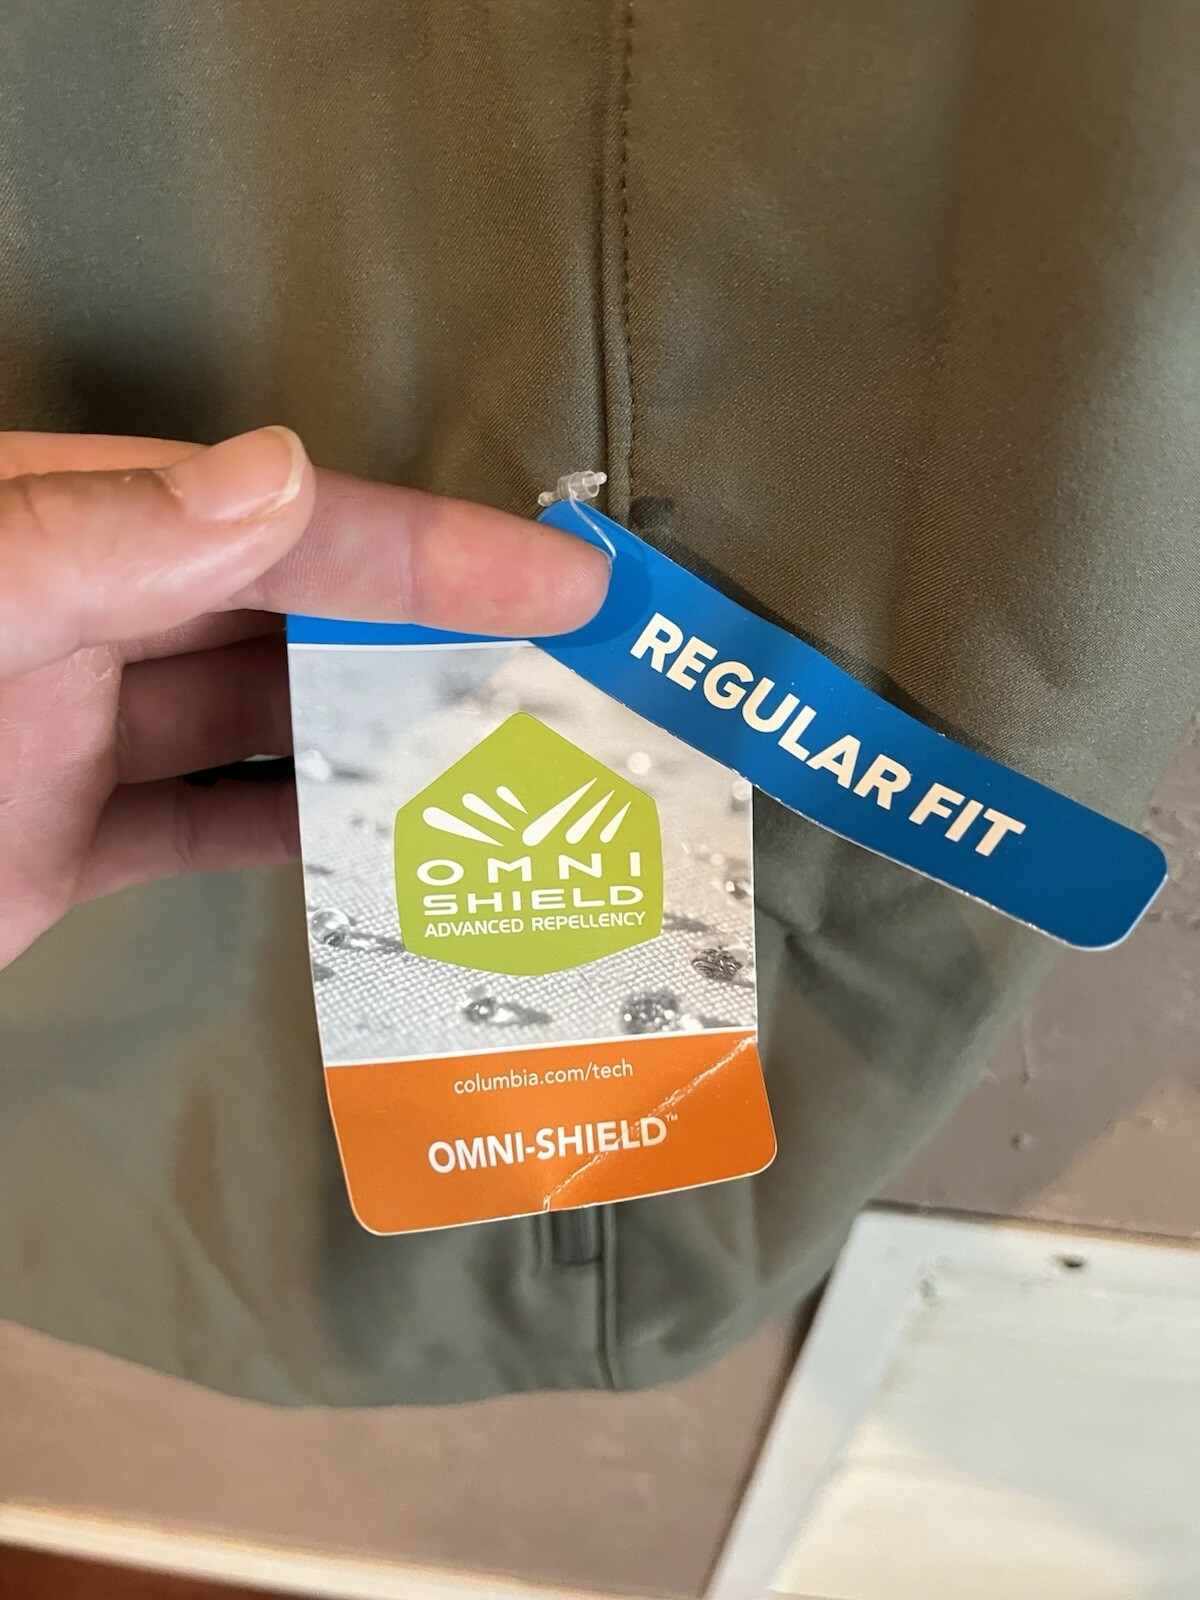 REGULAR FIT
OMNI
SHIELD
ADVANCED REPELLENCY
columbia.com/tech
OMNI-SHIELD™